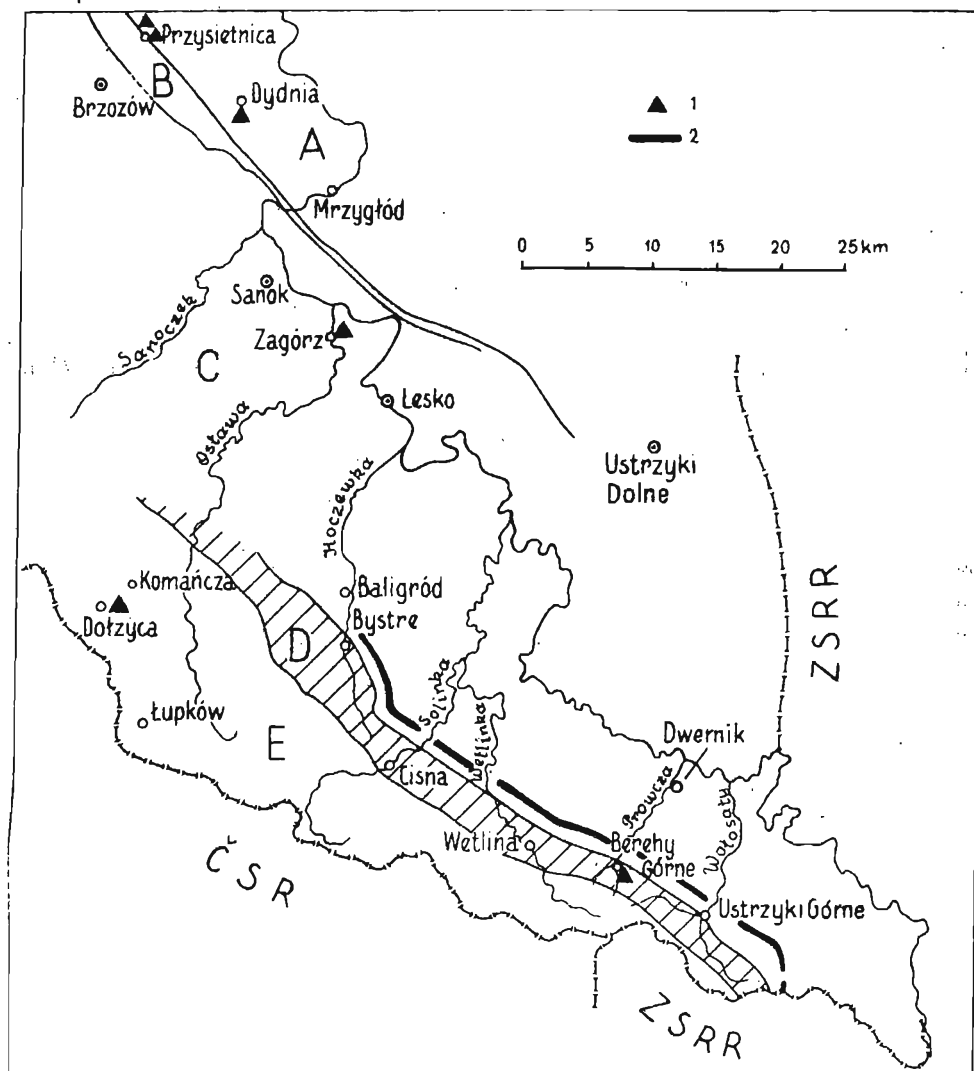 Przysietnica
B
Brzozów
Dydnia
A
Mrzygłód
1
2
0 5 10 15 20 25 km
Sanok
Sanoczek
Zagórz
C
Lesko
Osława
Ustrzyki
Dolne
Hoczewka
Komańcza
Baligród
Dołżyca
Bystre
D
ZSRR
Solinka
Łupków
E
Dwernik
Cisna
Wetlinka
Prowcza
Wołosaty
Wetlina
Berehy
Górne
ČSR
Ustrzyki Górne
ZSRR